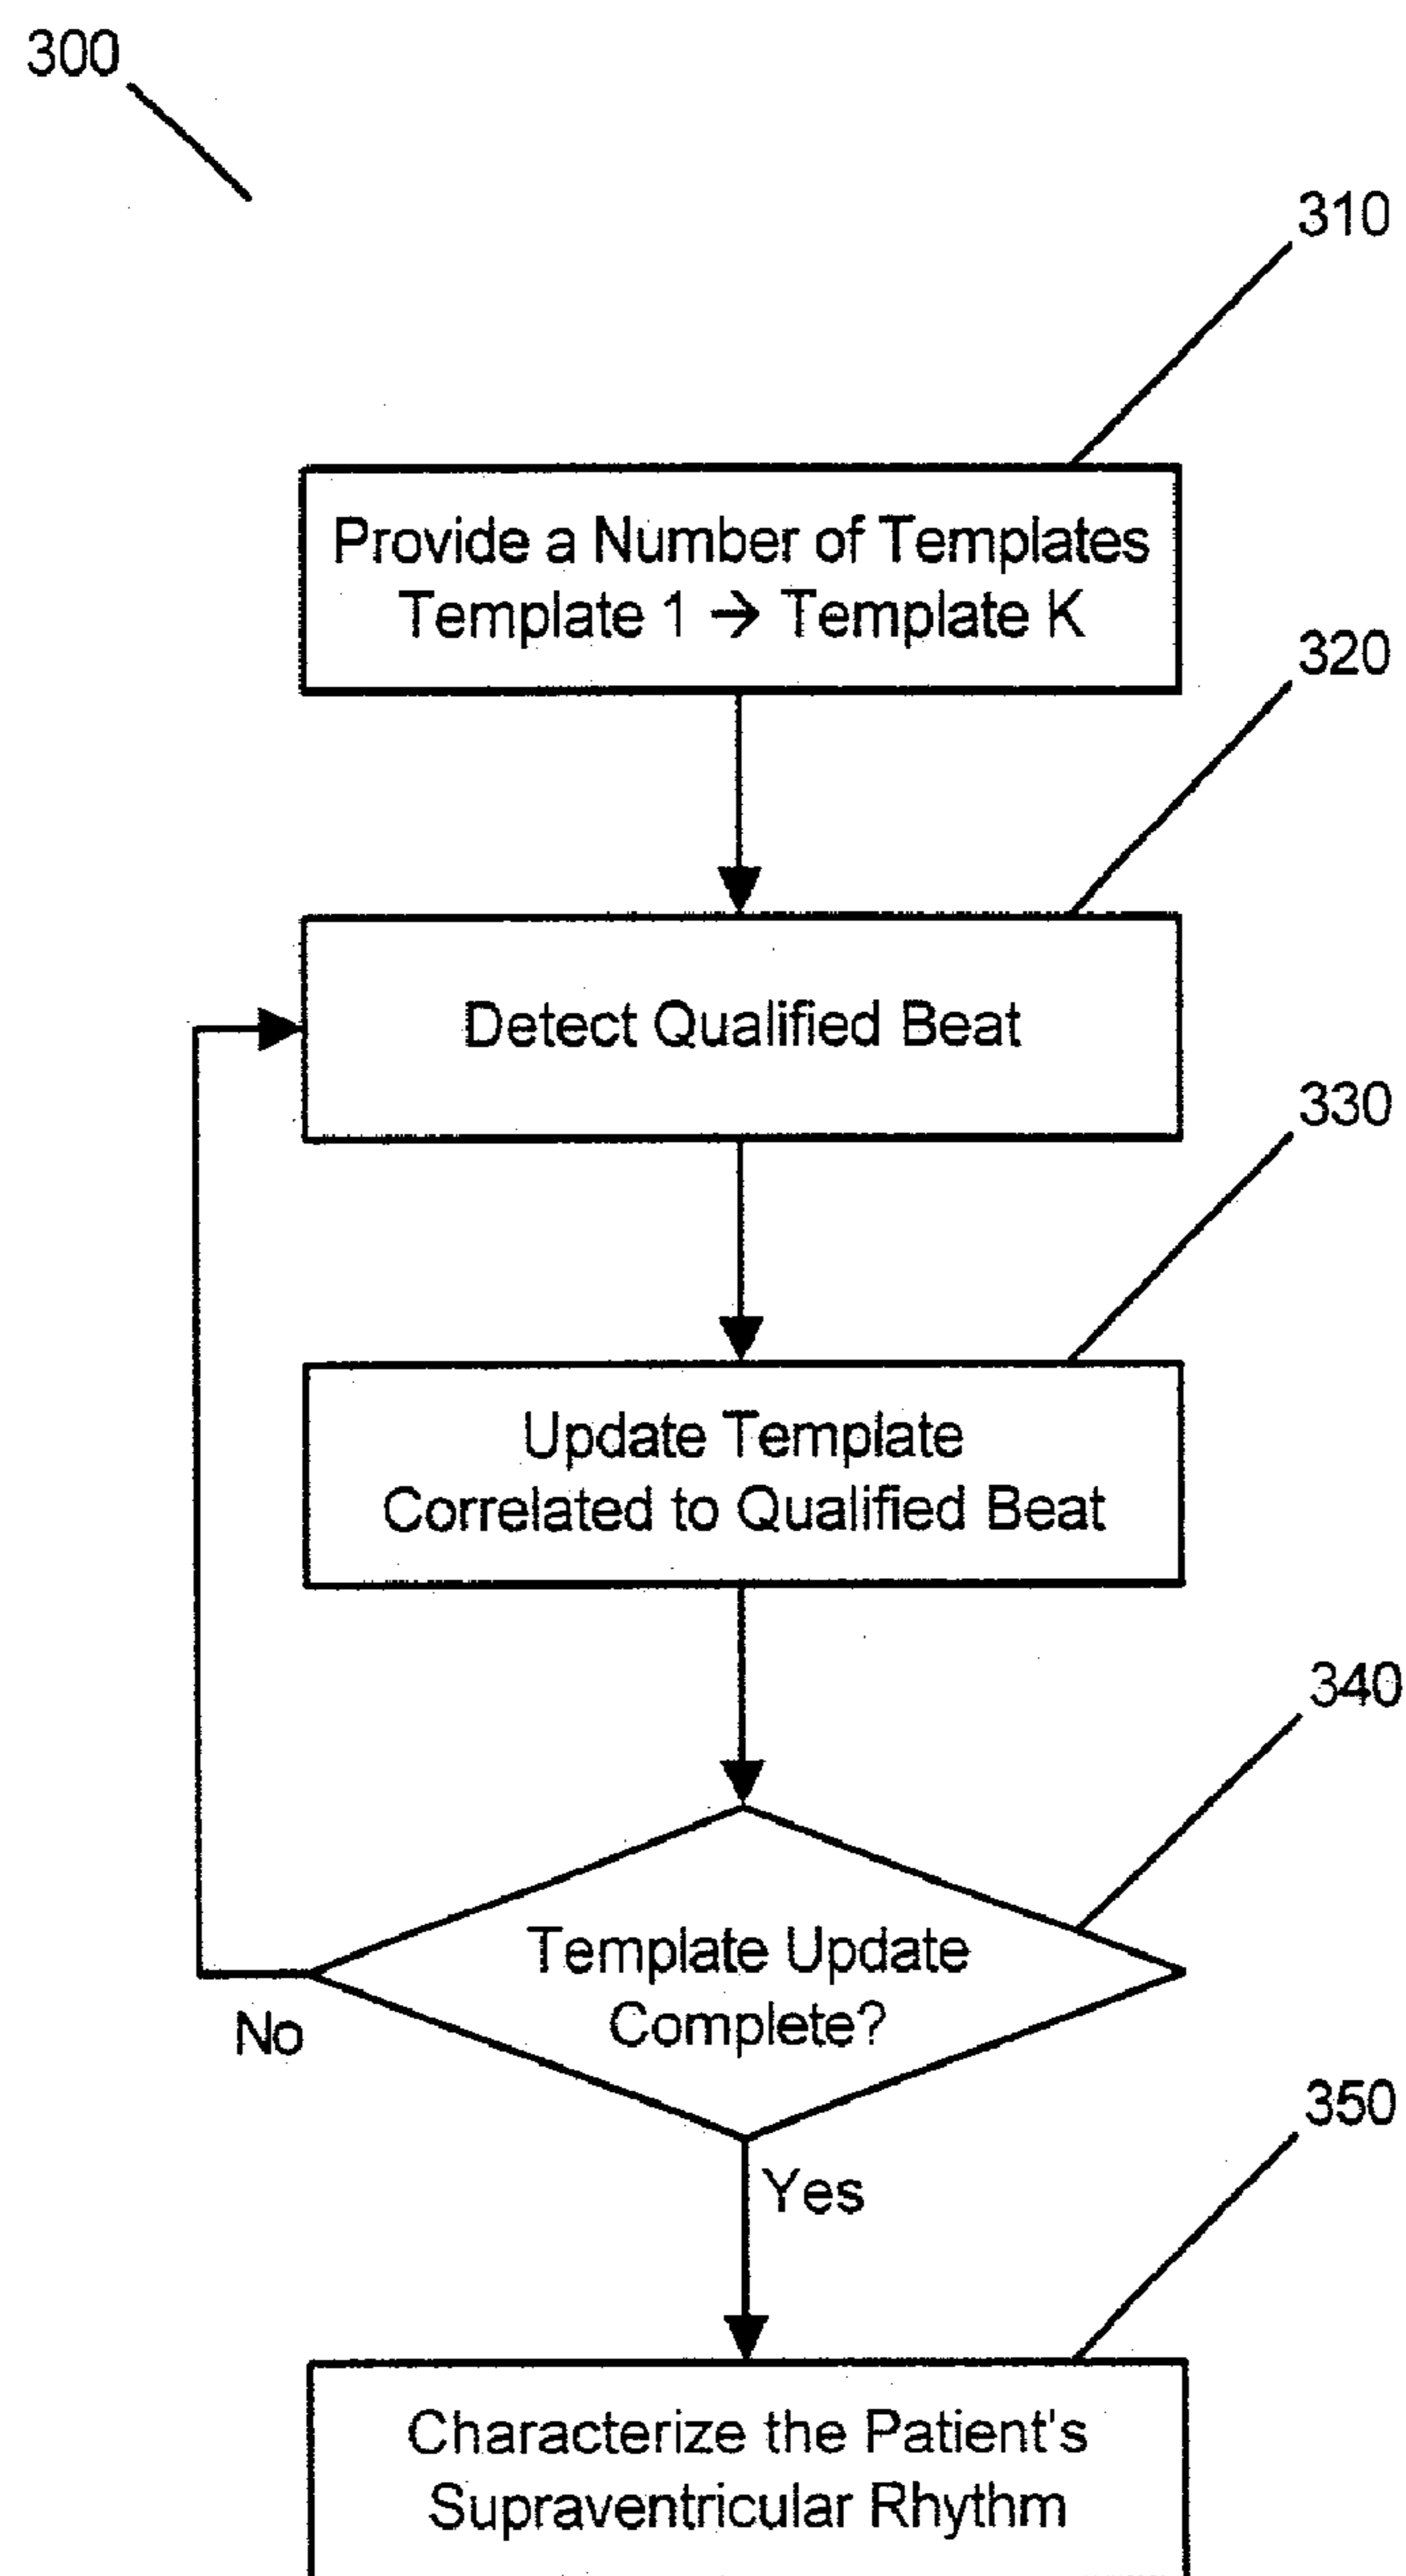 300
310
Provide a Number of Templates
Template 1 → Template K
320
Detect Qualified Beat
330
Update Template
Correlated to Qualified Beat
340
Template Update
Complete?
No
350
Yes
Characterize the Patient's
Supraventricular Rhythm